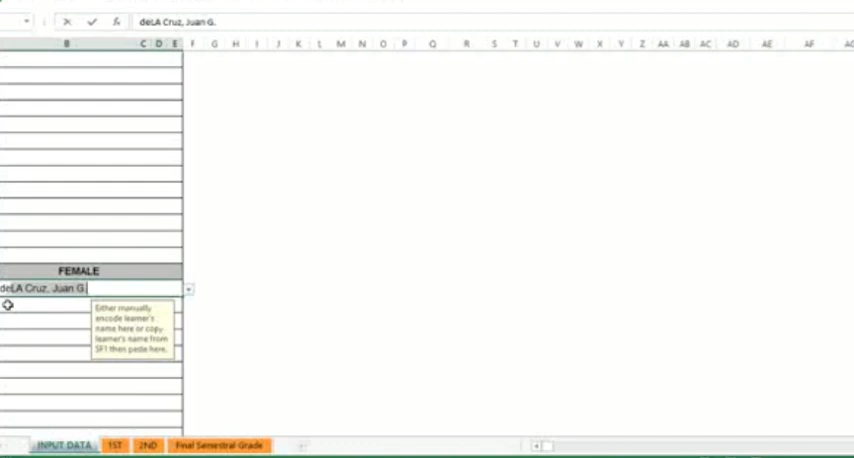 deLA Cruz, Juan G.
B C D E F G H I J K L M N O P Q R S T U V W X Y Z AA AB AC AD AE AF
FEMALE
deLA Cruz, Juan G.
Either manually
encode learner's
name here or copy
learner's name from
SF1 then paste here.
INPUT DATA 1ST 2ND Final Semestral Grade